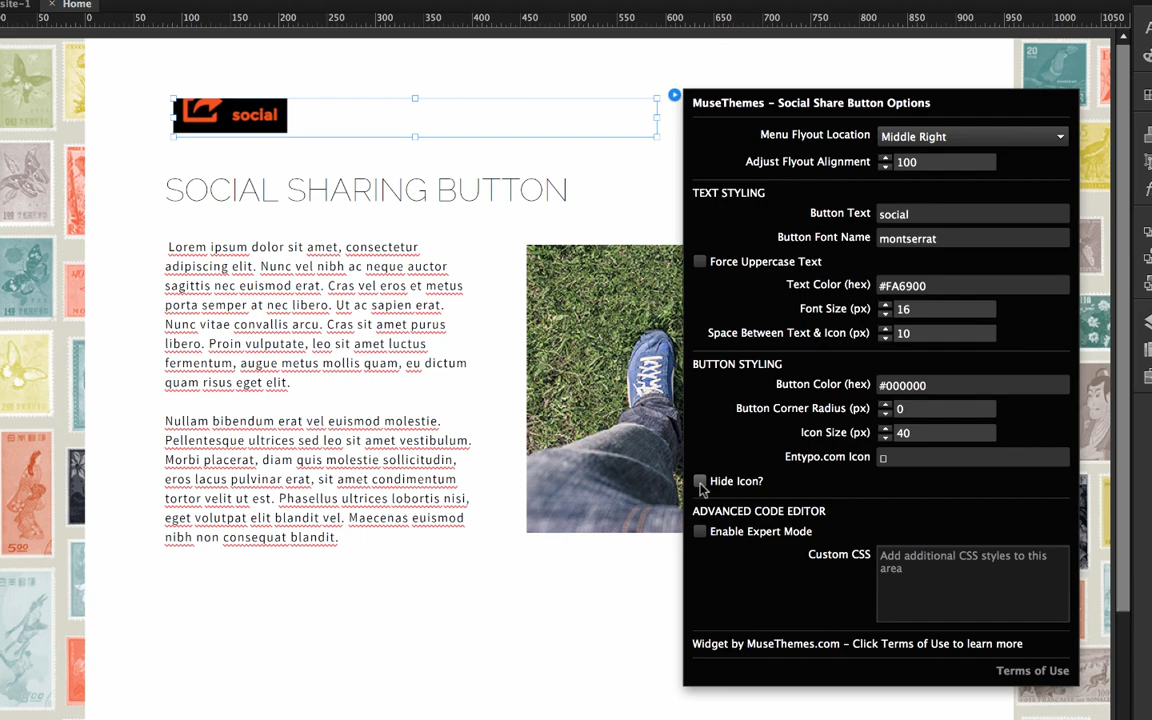 site-1 × Home
0 50 0 50 100 150 200 250 300 350 400 450 500 550 600 650 700 750 800 850 900 950 1000 1050
20
social
MuseThemes – Social Share Button Options
Menu Flyout Location Middle Right
Adjust Flyout Alignment 100
SOCIAL SHARING BUTTON
TEXT STYLING
Button Text social
Button Font Name montserrat
Force Uppercase Text
Text Color (hex) #FA6900
Font Size (px) 16
Space Between Text & Icon (px) 10
Lorem ipsum dolor sit amet, consectetur
adipiscing elit. Nunc vel nibh ac neque auctor
sagittis nec euismod erat. Cras vel eros et metus
porta semper at nec libero. Ut ac sapien erat.
Nunc vitae convallis arcu. Cras sit amet purus
libero. Proin vulputate, leo sit amet luctus
fermentum, augue metus mollis quam, eu dictum
quam risus eget elit.
BUTTON STYLING
Button Color (hex) #000000
Button Corner Radius (px) 0
Icon Size (px) 40
Entypo.com Icon
Hide Icon?
Nullam bibendum erat vel euismod molestie.
Pellentesque ultrices sed leo sit amet vestibulum.
Morbi placerat, diam quis molestie sollicitudin,
eros lacus pulvinar erat, sit amet condimentum
tortor velit ut est. Phasellus ultrices lobortis nisi,
eget volutpat elit blandit vel. Maecenas euismod
nibh non consequat blandit.
ADVANCED CODE EDITOR
Enable Expert Mode
Custom CSS Add additional CSS styles to this
area
Widget by MuseThemes.com – Click Terms of Use to learn more
Terms of Use